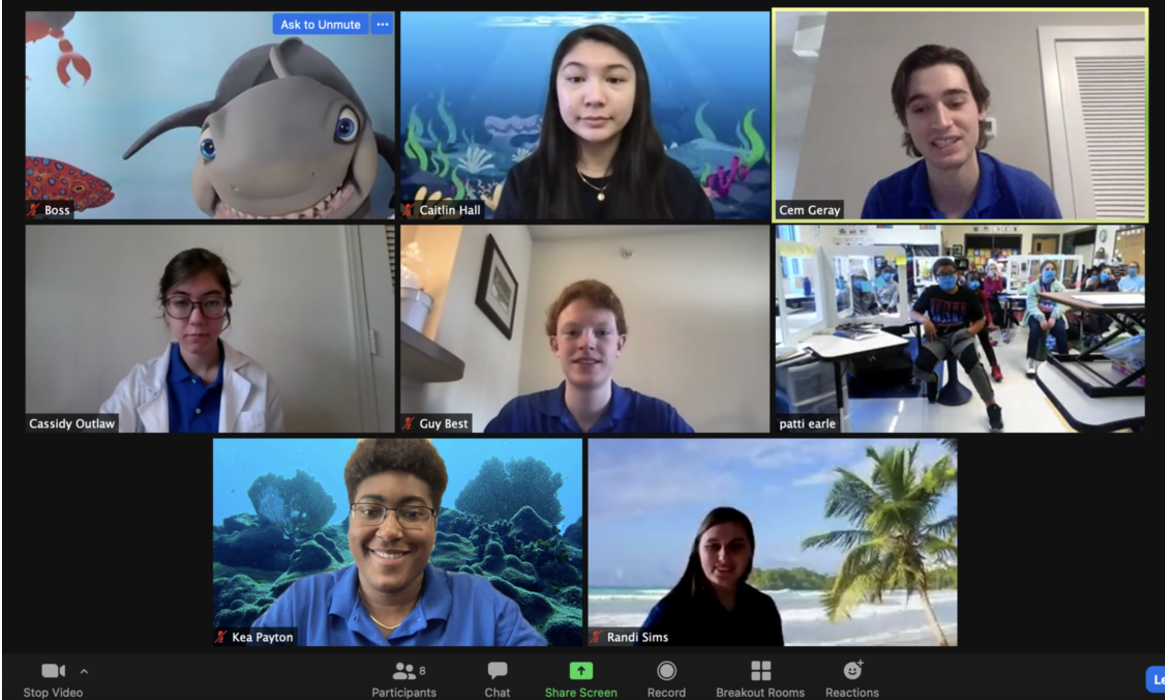 Ask to Unmute ...
Boss
Caitlin Hall
Cem Geray
Cassidy Outlaw
Guy Best
patti earle
Kea Payton
Randi Sims
Stop Video
Participants 8
Chat
Share Screen
Record
Breakout Rooms
Reactions
Le